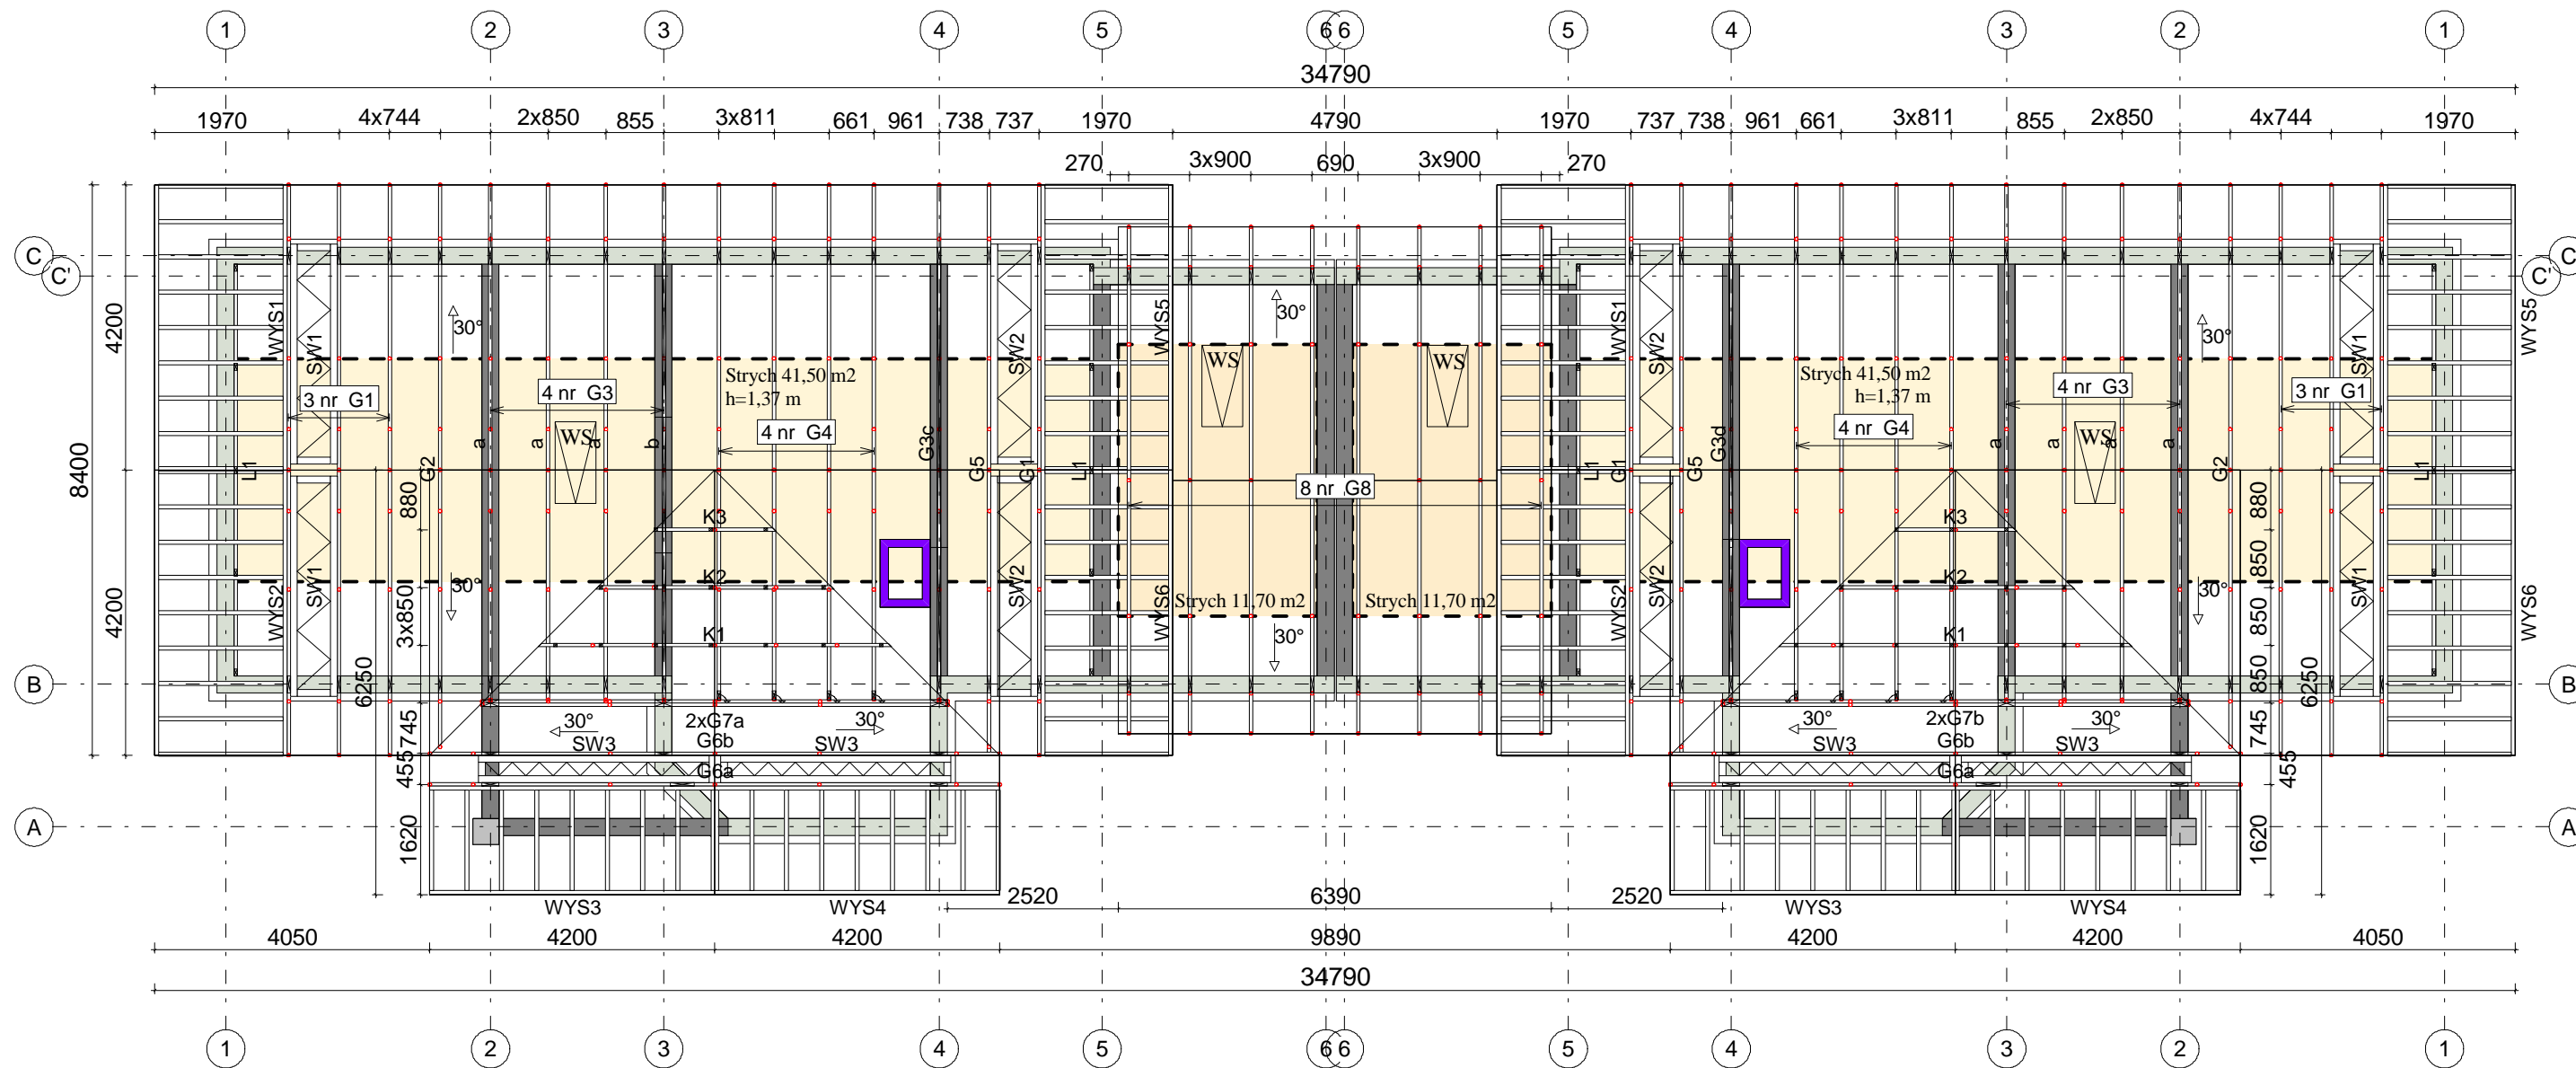 1 2 3 4 5 6 6 5 4 3 2 1
34790
1970 4x744 2x850 855 3x811 661 961 738 737 1970 4790 1970 737 738 961 661 3x811 855 2x850 4x744 1970
270 3x900 690 3x900 270
C C
C' C'
4200
WYS1 SW1 30° SW2 WYS5 30° WYS1 SW2 30° SW1 WYS5
WS WS
Strych 41,50 m2
h=1,37 m
Strych 41,50 m2
h=1,37 m
3 nr G1 4 nr G3 4 nr G4 4 nr G4 4 nr G3 3 nr G1
a a a b G3c G3d a a a a
WS WS
8400
L1 G2 G5 G1 L1 L1 G1 G5 G2 L1
8 nr G8
880 K3 K3 880
850
K2 K2
4200
WYS2 SW1 30° SW2 WYS6 Strych 11,70 m2 Strych 11,70 m2 WYS2 SW2 30° SW1 WYS6
3x850 K1 30° K1 850
6250 850 6250
B B
745 30° 2xG7a 30° 30° 2xG7b 30° 745
SW3 G6b SW3 SW3 G6b SW3
455 G6a G6a 455
A A
1620 1620
2520 6390 2520
WYS3 WYS4 WYS3 WYS4
4050 4200 4200 9890 4200 4200 4050
34790
1 2 3 4 5 6 6 5 4 3 2 1